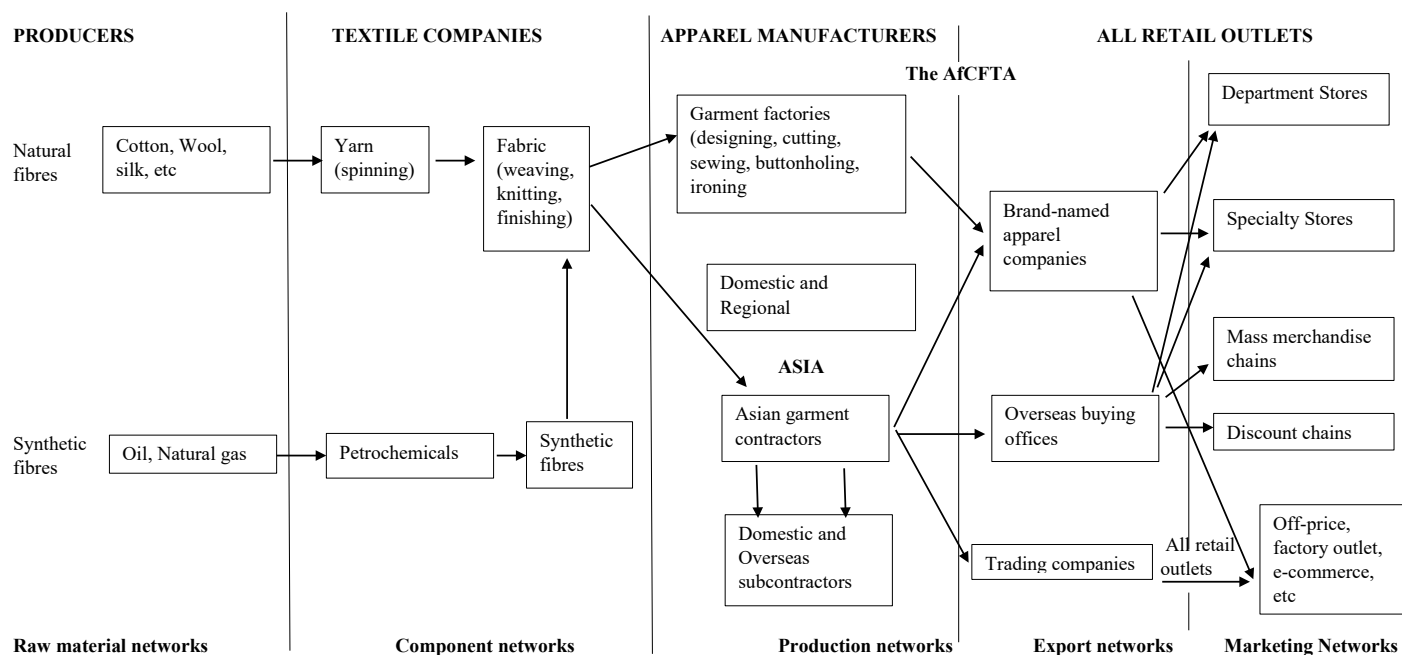 PRODUCERS
TEXTILE COMPANIES
APPAREL MANUFACTURERS
ALL RETAIL OUTLETS
The AfCFTA
Natural
fibres
Cotton, Wool,
silk, etc
Yarn
(spinning)
Fabric
(weaving,
knitting,
finishing)
Garment factories
(designing, cutting,
sewing, buttonholing,
ironing
Domestic and
Regional
Brand-named
apparel
companies
Department Stores
Specialty Stores
Mass merchandise
chains
Discount chains
ASIA
Asian garment
contractors
Overseas buying
offices
Synthetic
fibres
Oil, Natural gas
Petrochemicals
Synthetic
fibres
Domestic and
Overseas
subcontractors
Trading companies
All retail
outlets
Off-price,
factory outlet,
e-commerce,
etc
Raw material networks
Component networks
Production networks
Export networks
Marketing Networks